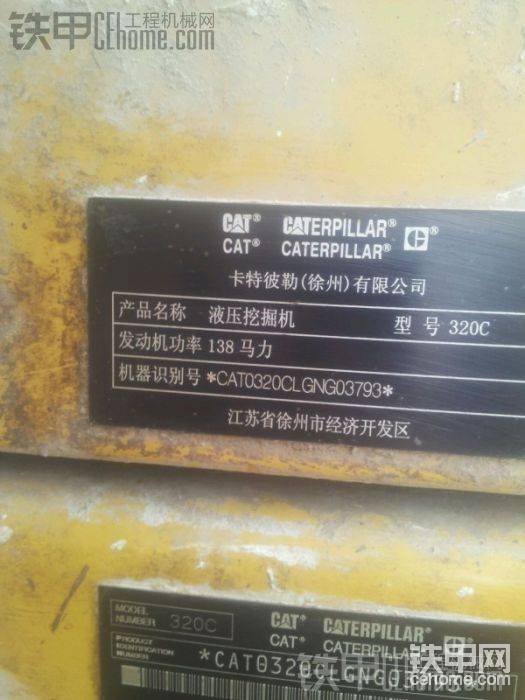 铁甲 CE 工程机械网
CEhome.com
CAT® CATERPILLAR®
CAT® CATERPILLAR®
卡特彼勒(徐州)有限公司
产品名称 液压挖掘机 型 号 320C
发动机功率 138 马力
机器识别号 *CAT0320CLGNG03793*
江苏省徐州市经济开发区
MODEL
NUMBER 320C
CAT® CATERPILLAR
CAT® CATERPILLAR
PRODUCT
IDENTIFICATION
NUMBER
*CAT0320CLGNG03
铁甲网
cehome.com